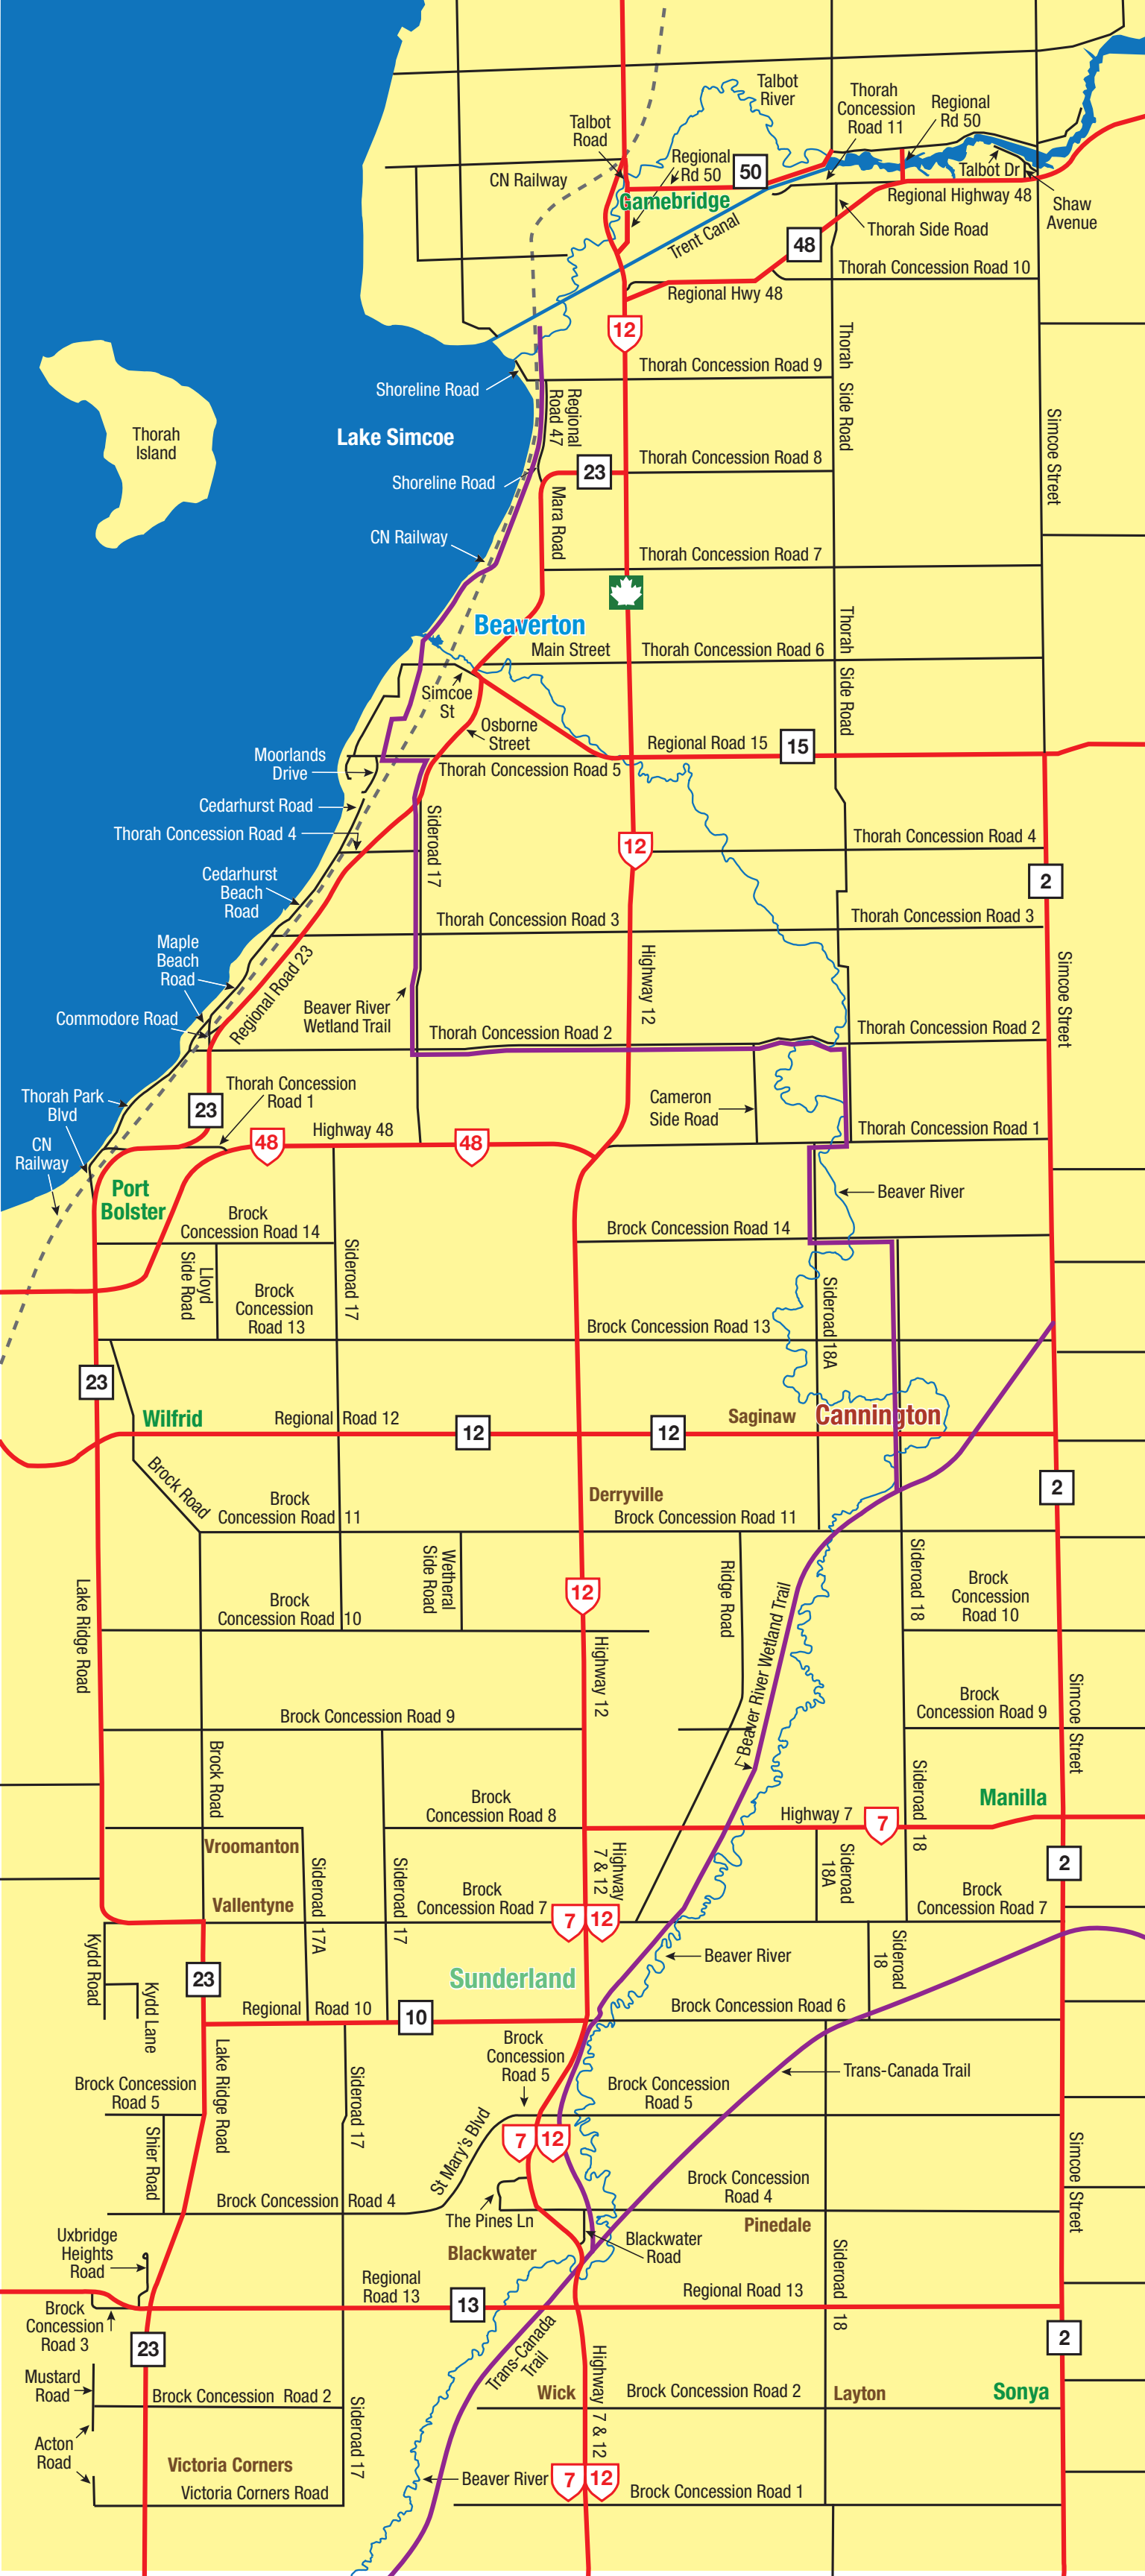 Talbot
River
Thorah
Concession
Road 11
Regional
Rd 50
Talbot
Road
Regional
Rd 50
50
CN Railway
Talbot Dr
Gamebridge
Regional Highway 48
Shaw
Avenue
Trent Canal
Thorah Side Road
48
Thorah Concession Road 10
Regional Hwy 48
12
Thorah
Side Road
Thorah Concession Road 9
Shoreline Road
Regional
Road 47
Simcoe Street
Thorah
Island
Lake Simcoe
Thorah Concession Road 8
23
Shoreline Road
Mara Road
CN Railway
Thorah Concession Road 7
Beaverton
Main Street
Thorah Concession Road 6
Thorah
Side Road
Simcoe
St
Osborne
Street
Regional Road 15
15
Moorlands
Drive
Thorah Concession Road 5
Cedarhurst Road
Sideroad 17
Thorah Concession Road 4
12
Thorah Concession Road 4
Cedarhurst
Beach
Road
2
Thorah Concession Road 3
Thorah Concession Road 3
Maple
Beach
Road
Regional Road 23
Highway 12
Simcoe Street
Commodore Road
Beaver River
Wetland Trail
Thorah Concession Road 2
Thorah Concession Road 2
Thorah Park
Blvd
Thorah Concession
Road 1
23
Cameron
Side Road
CN
Railway
Highway 48
48
48
Thorah Concession Road 1
Port
Bolster
Beaver River
Brock
Concession Road 14
Brock Concession Road 14
Lloyd
Side Road
Sideroad 17
Brock
Concession
Road 13
Sideroad 18A
Brock Concession Road 13
23
Wilfrid
Regional Road 12
12
12
Saginaw
Cannington
Brock Road
Derryville
2
Brock
Concession Road 11
Brock Concession Road 11
Lake Ridge Road
Wetheral
Side Road
Ridge Road
Sideroad 18
Brock
Concession Road 10
12
Brock
Concession
Road 10
Beaver River Wetland Trail
Highway 12
Simcoe
Street
Brock Concession Road 9
Brock
Concession Road 9
Brock Road
Sideroad
18
Manilla
Brock
Concession Road 8
Highway 7
7
Vroomanton
Highway
7 & 12
Sideroad
18A
2
Sideroad
17A
Sideroad
17
Vallentyne
Brock
Concession Road 7
Brock
Concession Road 7
7
12
Kydd Road
Beaver River
Sideroad
18
Sunderland
23
Kydd Lane
Regional Road 10
10
Brock Concession Road 6
Lake Ridge Road
Brock
Concession
Road 5
Sideroad 17
Trans-Canada Trail
Brock Concession
Road 5
Brock Concession
Road 5
Shier Road
St Mary's Blvd
7
12
Simcoe
Street
Brock Concession Road 4
Brock Concession
Road 4
The Pines Ln
Pinedale
Uxbridge
Heights
Road
Blackwater
Blackwater
Road
Sideroad
18
Regional
Road 13
13
Regional Road 13
Brock
Concession
Road 3
23
2
Trans-Canada
Trail
Highway
7 & 12
Mustard
Road
Brock Concession Road 2
Wick
Brock Concession Road 2
Layton
Sonya
Sideroad 17
Acton
Road
Victoria Corners
Victoria Corners Road
Beaver River
7
12
Brock Concession Road 1